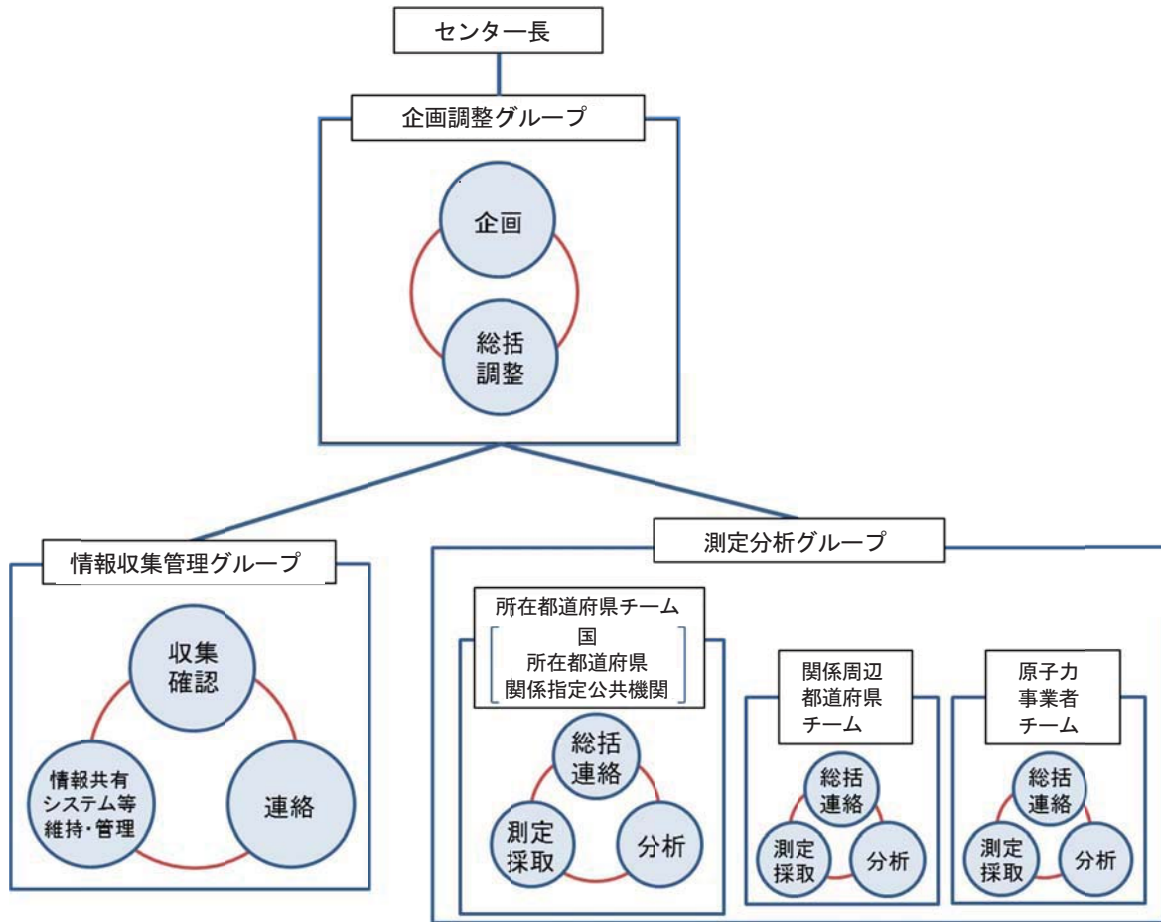 センター長
企画調整グループ
企画
総括
調整
情報収集管理グループ
収集
確認
情報共有
システム等
維持・管理
連絡
測定分析グループ
所在都道府県チーム
国
所在都道府県
関係指定公共機関
総括
連絡
測定
採取
分析
関係周辺
都道府県
チーム
総括
連絡
測定
採取
分析
原子力
事業者
チーム
総括
連絡
測定
採取
分析